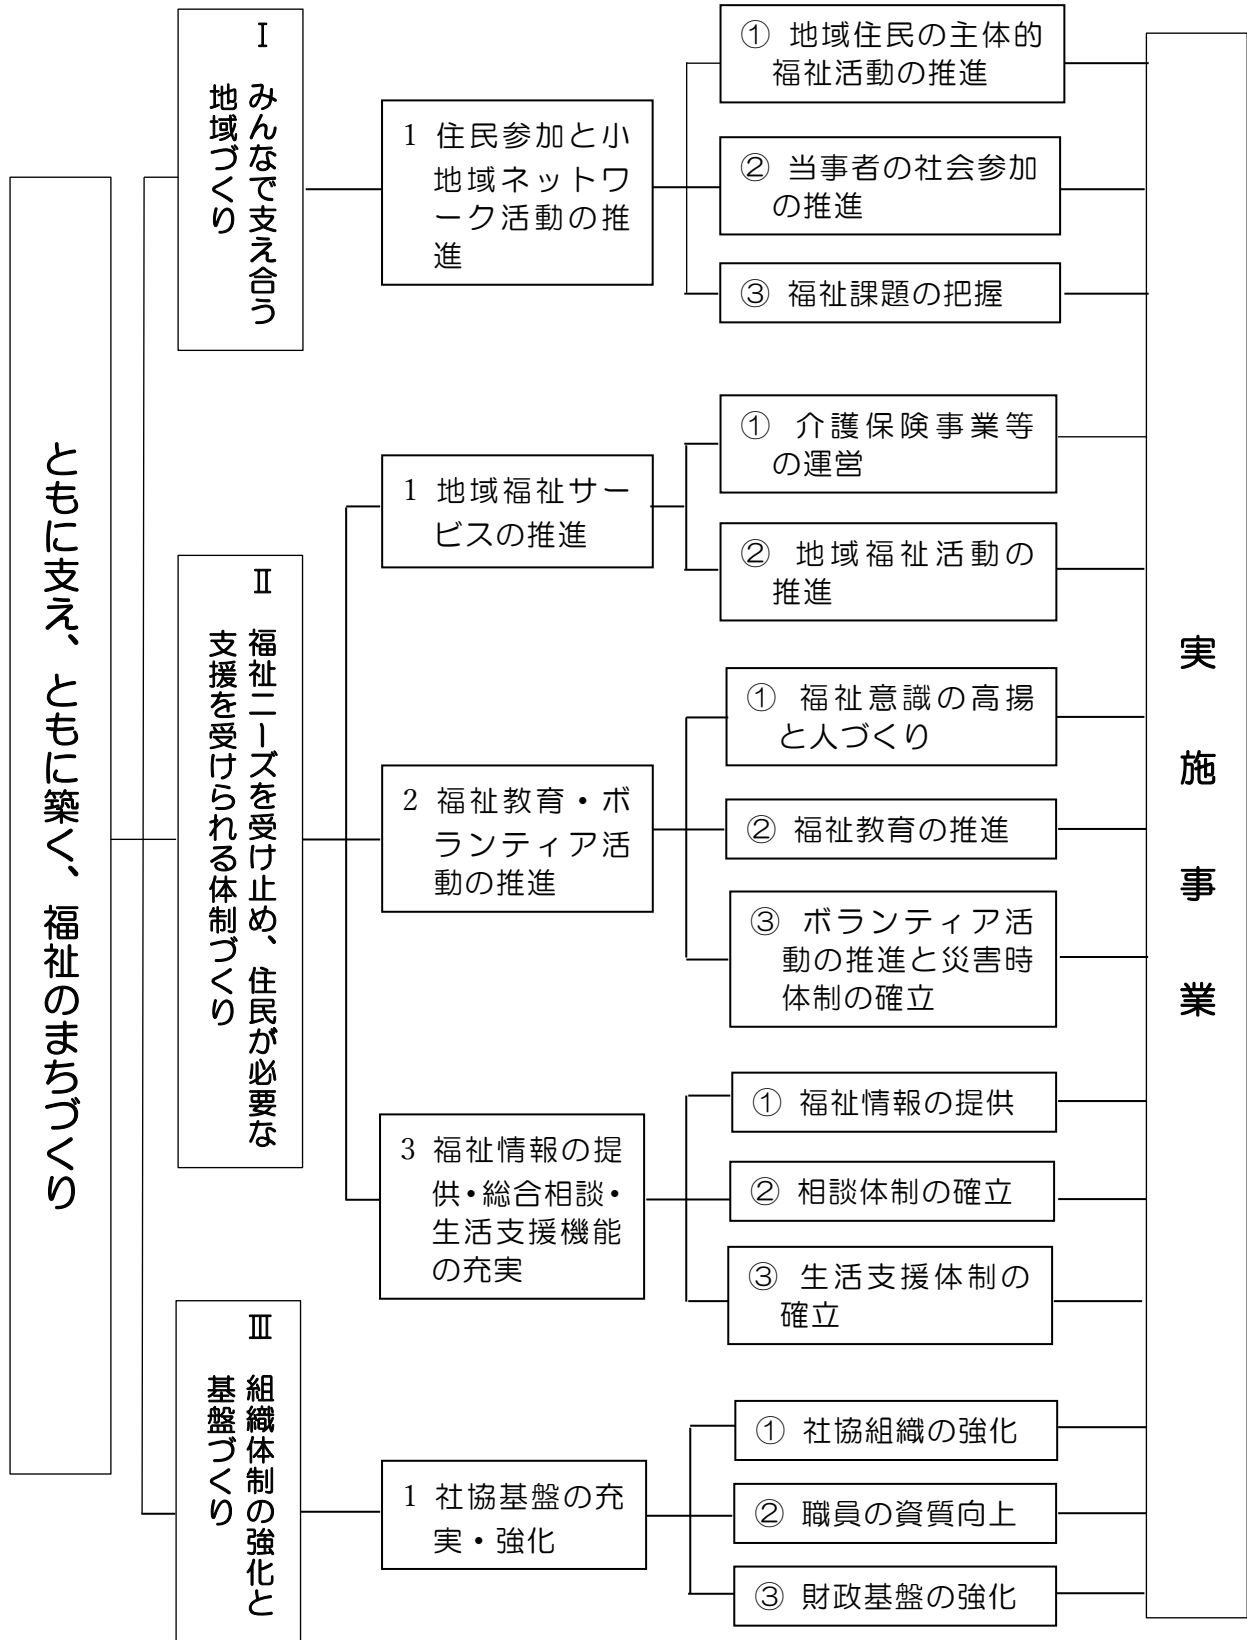 ともに支え、ともに築く、福祉のまちづくり
Ⅰ みんなで支え合う
地域づくり
1 住民参加と小
地域ネットワ
ーク活動の推
進
① 地域住民の主体的
福祉活動の推進
② 当事者の社会参加
の推進
③ 福祉課題の把握
Ⅱ 福祉ニーズを受け止め、住民が必要な
支援を受けられる体制づくり
1 地域福祉サー
ビスの推進
① 介護保険事業等
の運営
② 地域福祉活動の
推進
2 福祉教育・ボ
ランティア活
動の推進
① 福祉意識の高揚
と人づくり
② 福祉教育の推進
③ ボランティア活
動の推進と災害時
体制の確立
3 福祉情報の提
供・総合相談・
生活支援機能
の充実
① 福祉情報の提供
② 相談体制の確立
③ 生活支援体制の
確立
Ⅲ 組織体制の強化と
基盤づくり
1 社協基盤の充
実・強化
① 社協組織の強化
② 職員の資質向上
③ 財政基盤の強化
実施事業